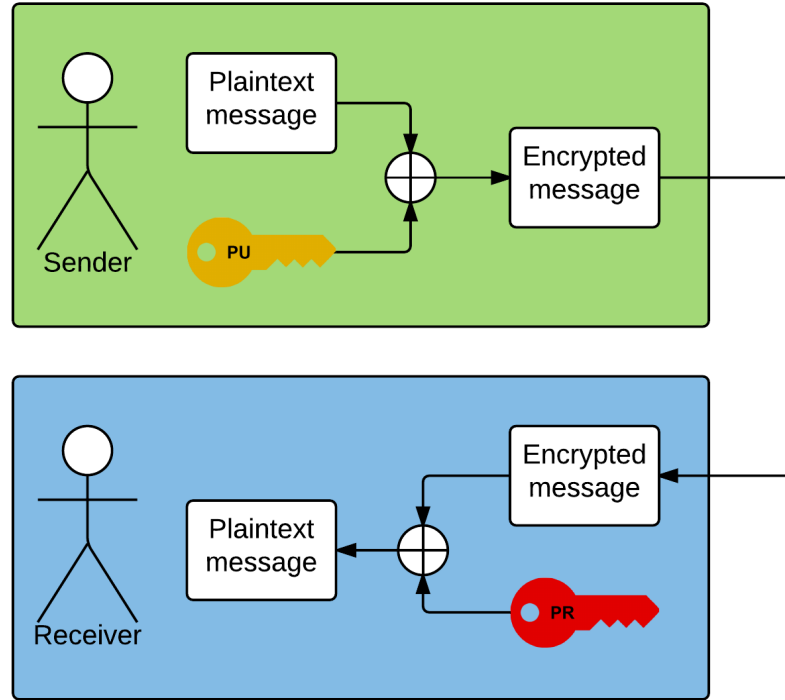 Plaintext
message
Encrypted
message
PU
Sender
Encrypted
message
Plaintext
message
PR
Receiver